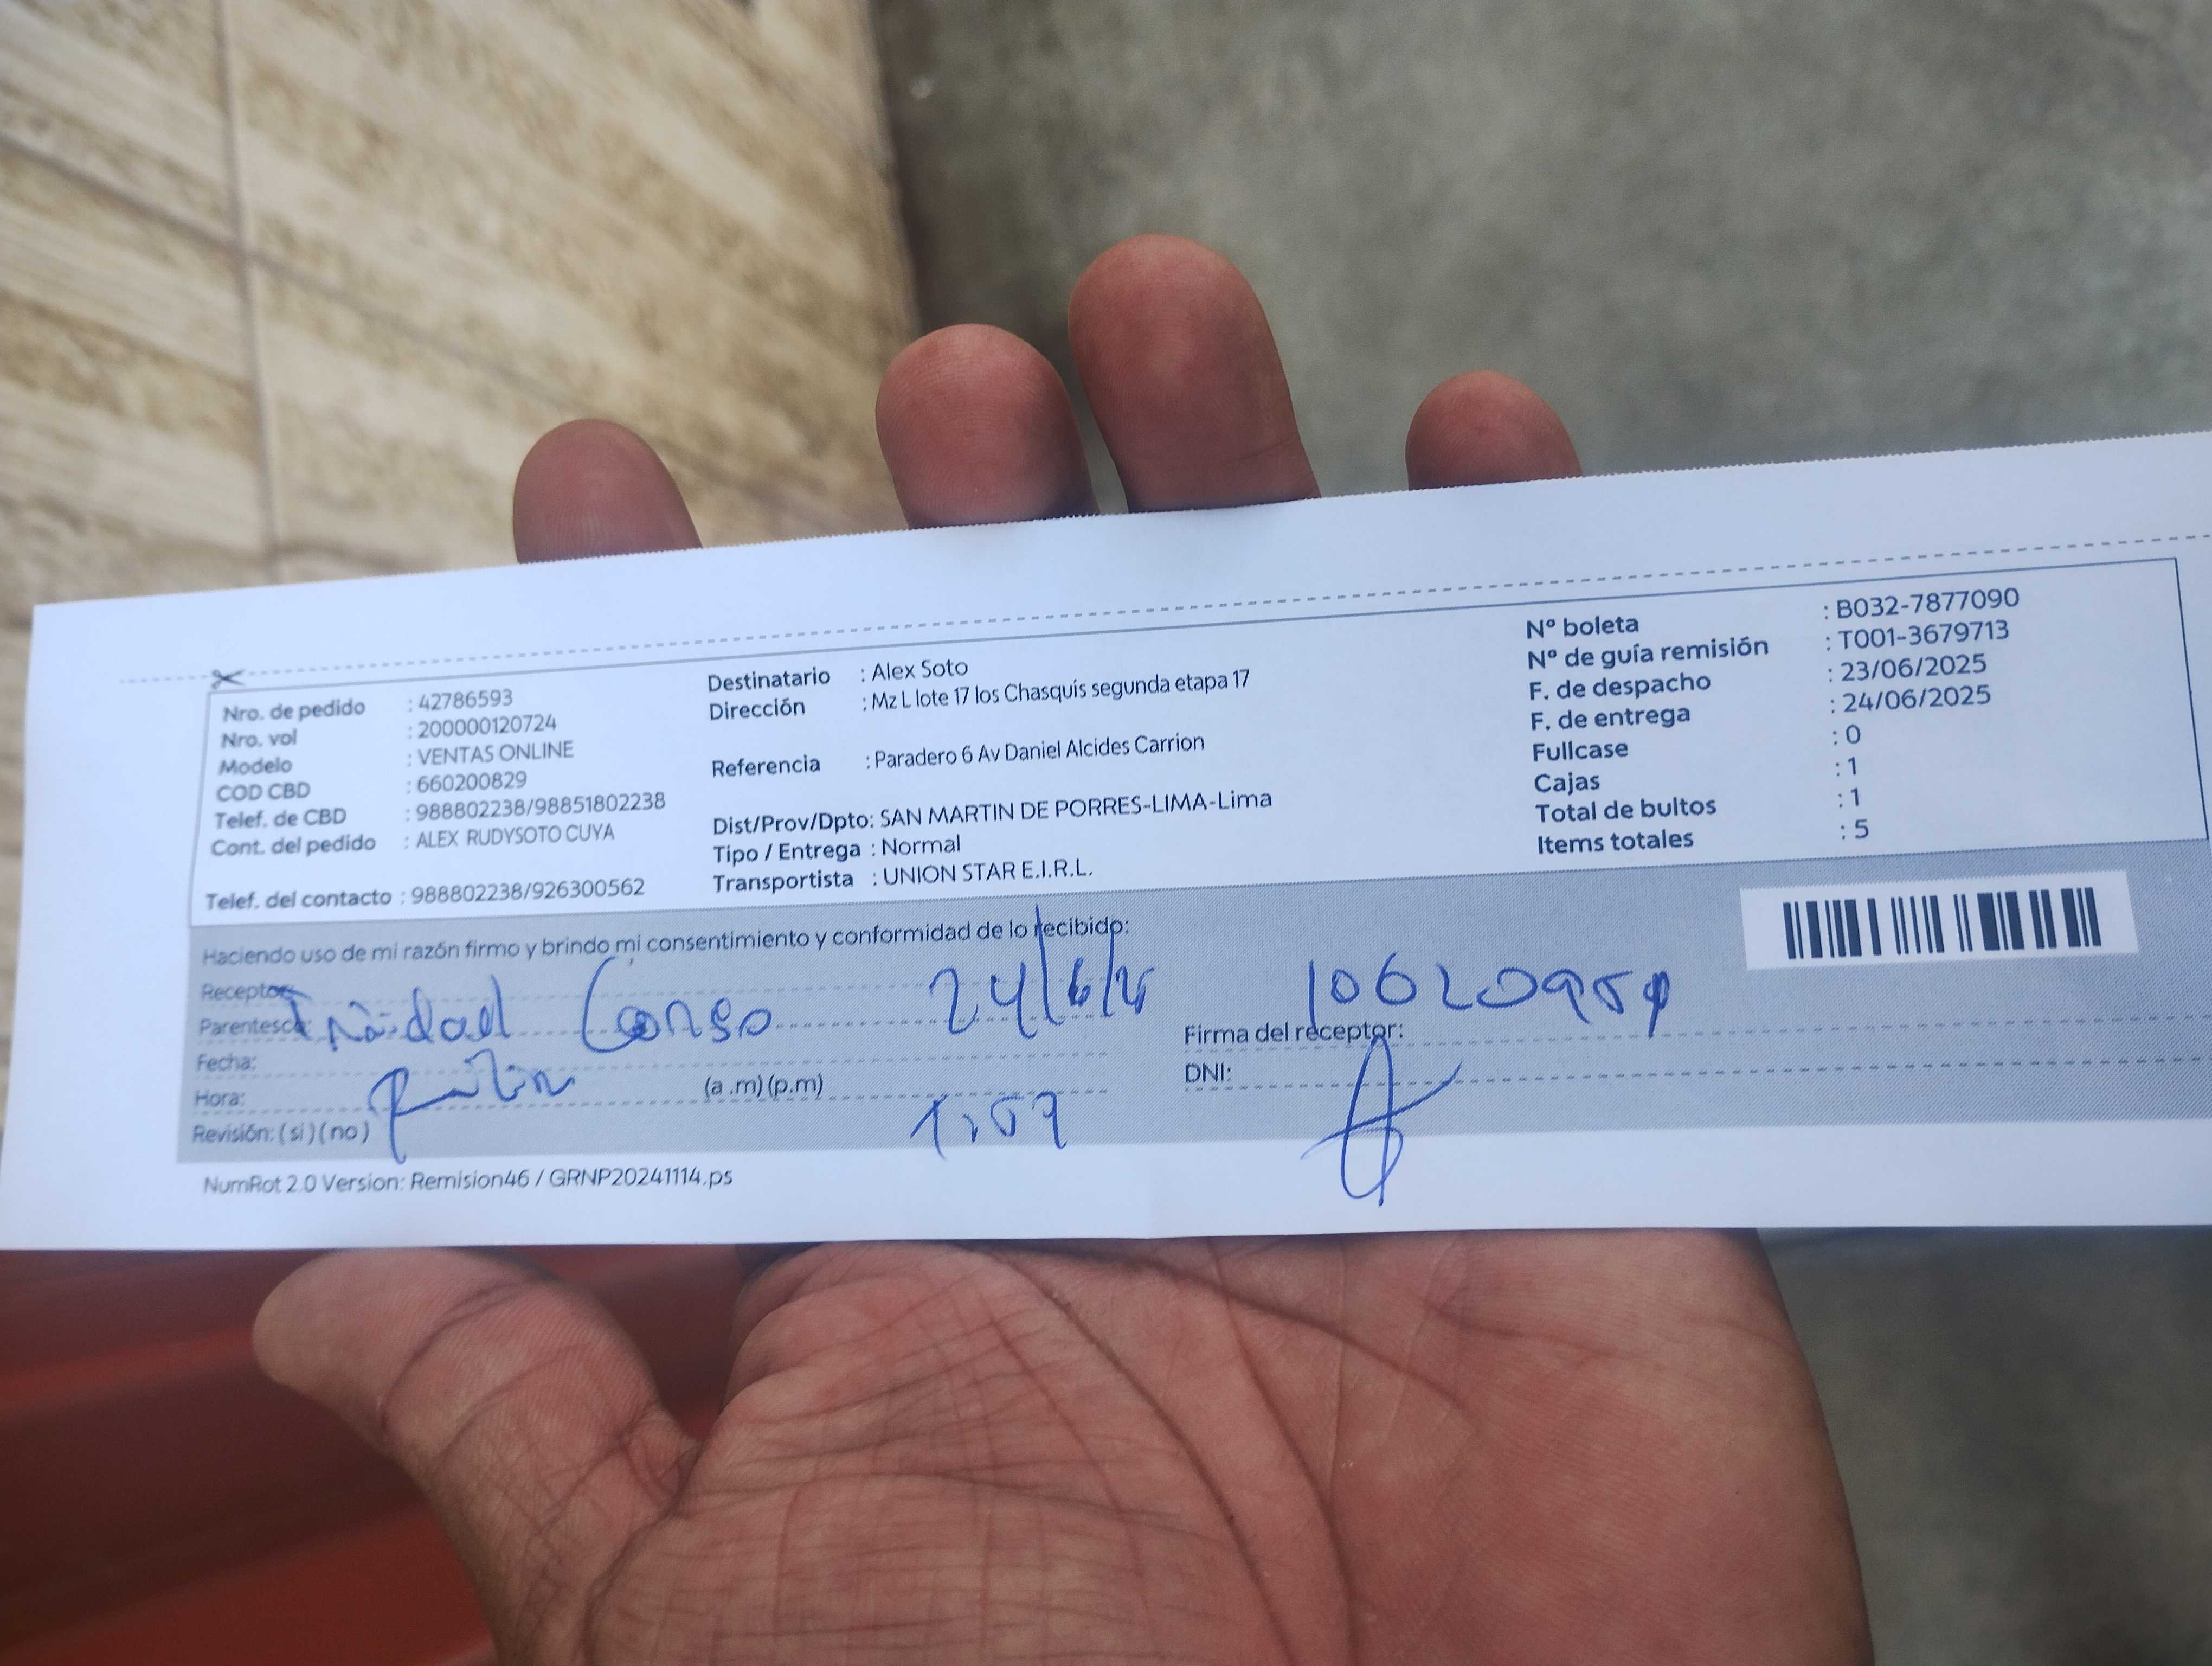 Nro. de pedido : 42786593
Nro. vol : 200000120724
Modelo : VENTAS ONLINE
COD CBD : 660200829
Telef. de CBD : 988802238/98851802238
Cont. del pedido : ALEX RUDYSOTO CUYA
Telef. del contacto : 988802238/926300562
Destinatario : Alex Soto
Dirección : Mz L lote 17 los Chasquis segunda etapa 17
Referencia : Paradero 6 Av Daniel Alcides Carrion
Dist/Prov/Dpto: SAN MARTIN DE PORRES-LIMA-Lima
Tipo / Entrega : Normal
Transportista : UNION STAR E.I.R.L.
Nº boleta : B032-7877090
Nº de guía remisión : T001-3679713
F. de despacho : 23/06/2025
F. de entrega : 24/06/2025
Fullcase : 0
Cajas : 1
Total de bultos : 1
Items totales : 5
Haciendo uso de mi razón firmo y brindo mi consentimiento y conformidad de lo recibido:
Receptor:
Parentesco: Trinidad 24/6/25
Fecha:
Hora: (a .m) (p.m)
Revisión: ( si ) ( no ) 1:59
Firma del receptor:
DNI:
NumRot 2.0 Version: Remision46 / GRNP20241114.ps